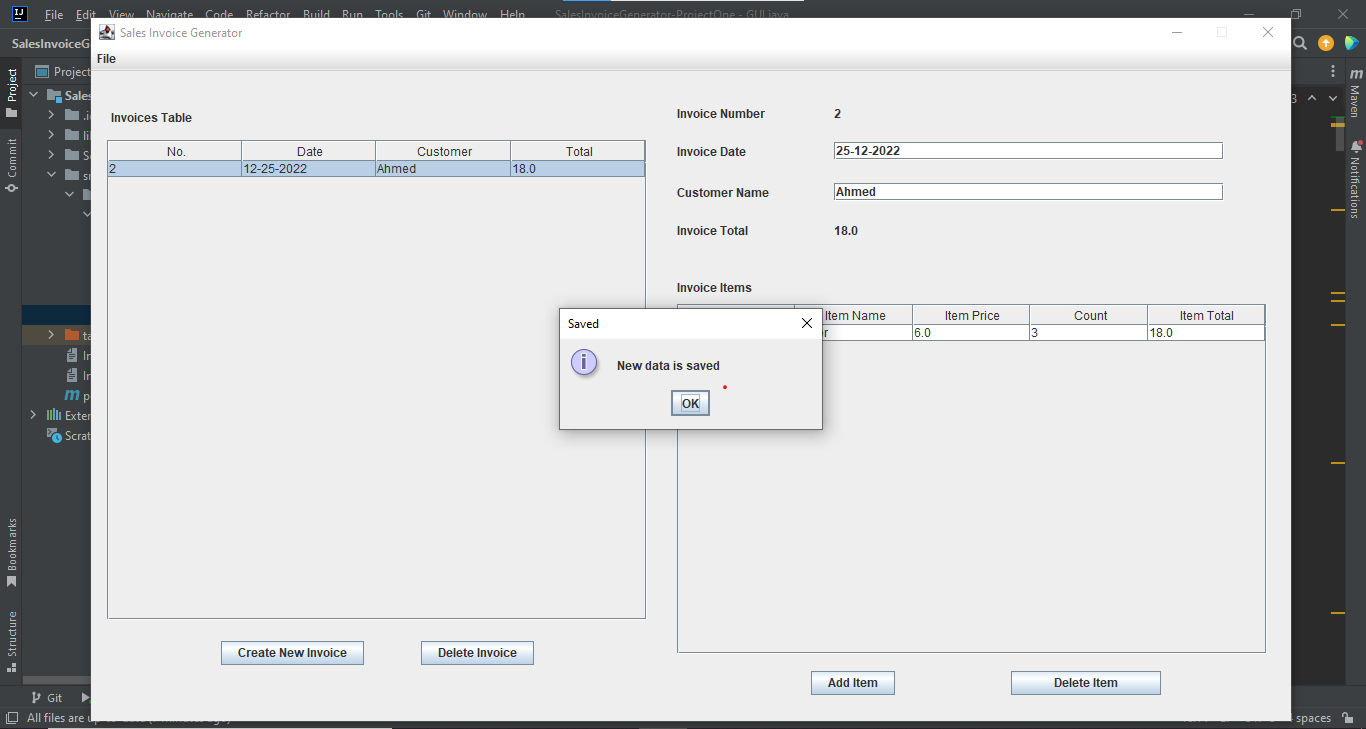 File Edit View Navigate Code Refactor Build Run Tools Git Window Help SalesInvoiceGenerator-ProjectOne - GUI.java
SalesInvoiceG
Sales Invoice Generator
File
Project
Project
Sales
Commit
Bookmarks
Structure
Maven
Notifications
3
Exter
Scrat
Invoices Table
No. Date Customer Total
2 12-25-2022 Ahmed 18.0
Create New Invoice Delete Invoice
Invoice Number 2
Invoice Date 25-12-2022
Customer Name Ahmed
Invoice Total 18.0
Invoice Items
Item Name Item Price Count Item Total
6.0 3 18.0
Saved
New data is saved
OK
Add Item Delete Item
Git
All files are
spaces